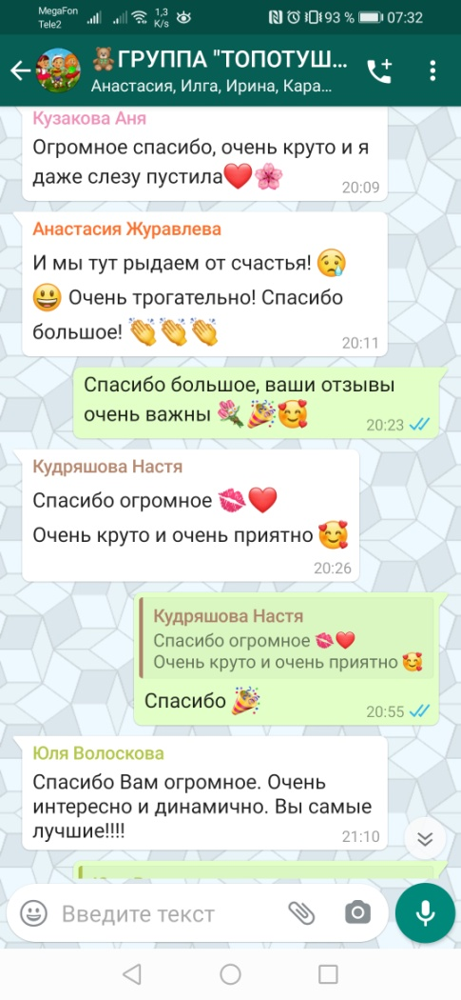 MegaFon
Tele2
1,3
K/s
93 %
07:32
ГРУППА "ТОПОТУШ...
Анастасия, Илга, Ирина, Кара...
Кузакова Аня
Огромное спасибо, очень круто и я
даже слезу пустила❤️🌸
20:09
Анастасия Журавлева
И мы тут рыдаем от счастья! 😢
😃 Очень трогательно! Спасибо
большое! 👏👏👏
20:11
Спасибо большое, ваши отзывы
очень важны 🌷🎉🥰
20:23
Кудряшова Настя
Спасибо огромное 💋❤️
Очень круто и очень приятно 🥰
20:26
Кудряшова Настя
Спасибо огромное 💋❤️
Очень круто и очень приятно 🥰
Спасибо 🎉
20:55
Юля Волоскова
Спасибо Вам огромное. Очень
интересно и динамично. Вы самые
лучшие!!!!
21:10
Введите текст